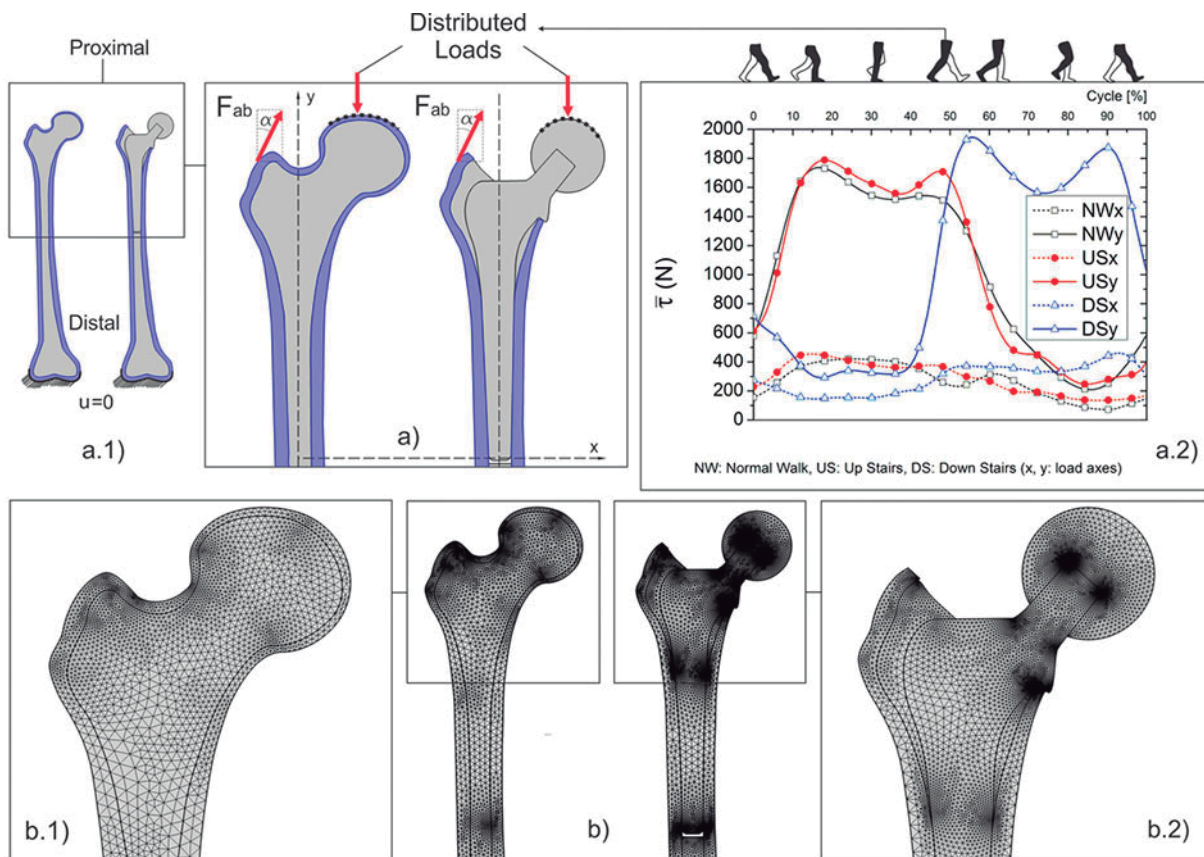 Distributed
Loads
Proximal
Distal
u=0
a.1)
F_ab
α
y
F_ab
α
a)
x
Cycle [%]
0 10 20 30 40 50 60 70 80 90 100
2000
1800
1600
1400
1200
1000
800
600
400
200
0
τ̅ (N)
NWx
NWy
USx
USy
DSx
DSy
a.2)
NW: Normal Walk, US: Up Stairs, DS: Down Stairs (x, y: load axes)
b.1)
b)
b.2)